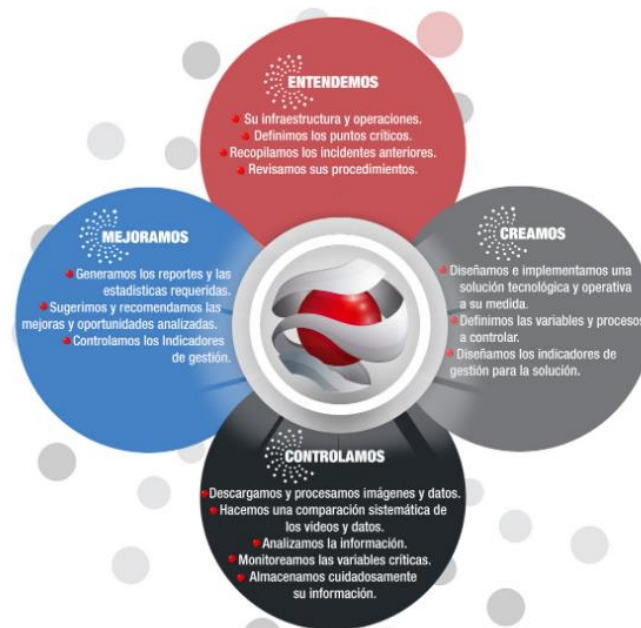 ENTENDEMOS
Su infraestructura y operaciones.
Definimos los puntos críticos.
Recopilamos los incidentes anteriores.
Revisamos sus procedimientos.
MEJORAMOS
Generamos los reportes y las
estadísticas requeridas.
Sugerimos y recomendamos las
mejoras y oportunidades analizadas.
Controlamos los Indicadores
de gestión.
CREAMOS
Diseñamos e implementamos una
solución tecnológica y operativa
a su medida.
Definimos las variables y procesos
a controlar.
Diseñamos los indicadores de
gestión para la solución.
CONTROLAMOS
Descargamos y procesamos imágenes y datos.
Hacemos una comparación sistemática de
los videos y datos.
Analizamos la información.
Monitoreamos las variables críticas.
Almacenamos cuidadosamente
su información.